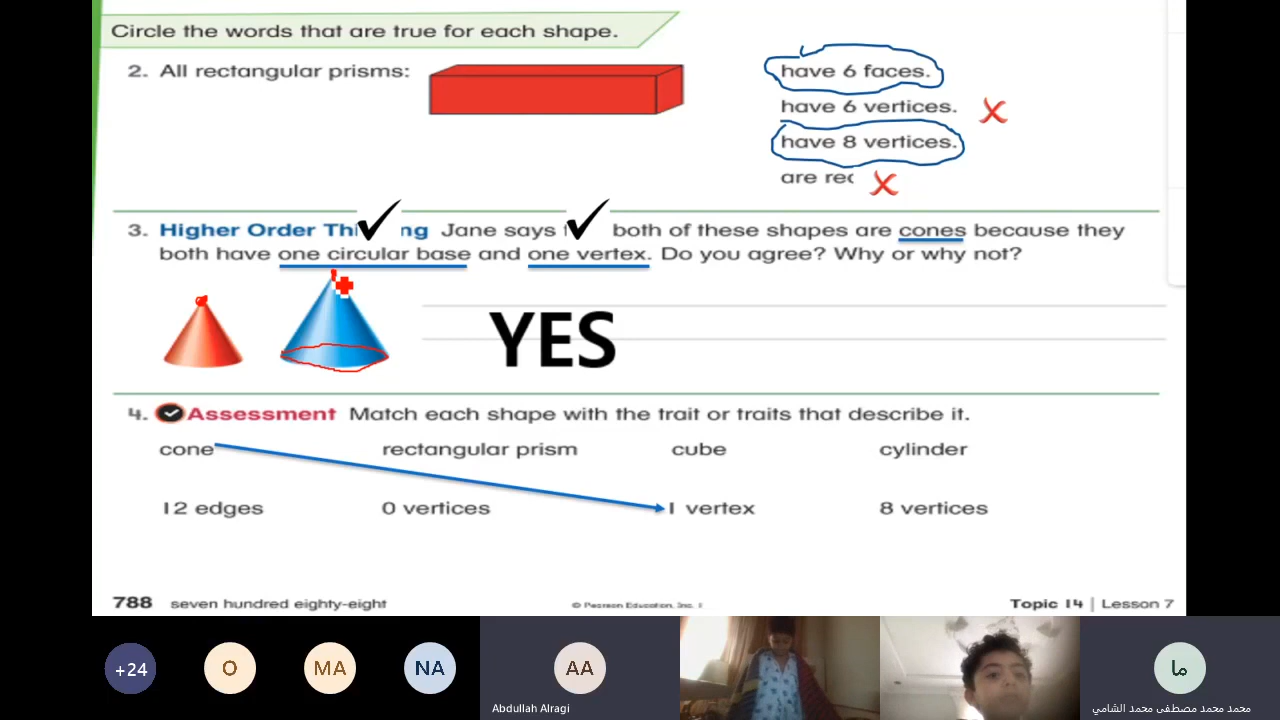 Circle the words that are true for each shape.
2. All rectangular prisms:
have 6 faces.
have 6 vertices.
have 8 vertices.
are
3. Higher Order Jane says both of these shapes are cones because they
both have one circular base and one vertex. Do you agree? Why or why not?
YES
4. Assessment Match each shape with the trait or traits that describe it.
cone rectangular prism cube cylinder
12 edges 0 vertices 1 vertex 8 vertices
788 seven hundred eighty-eight © Pearson Education, Inc. 1 Topic 14 | Lesson 7
+24 O MA NA AA ما
Abdullah Alragi محمد محمد مصطفى محمد الشامي